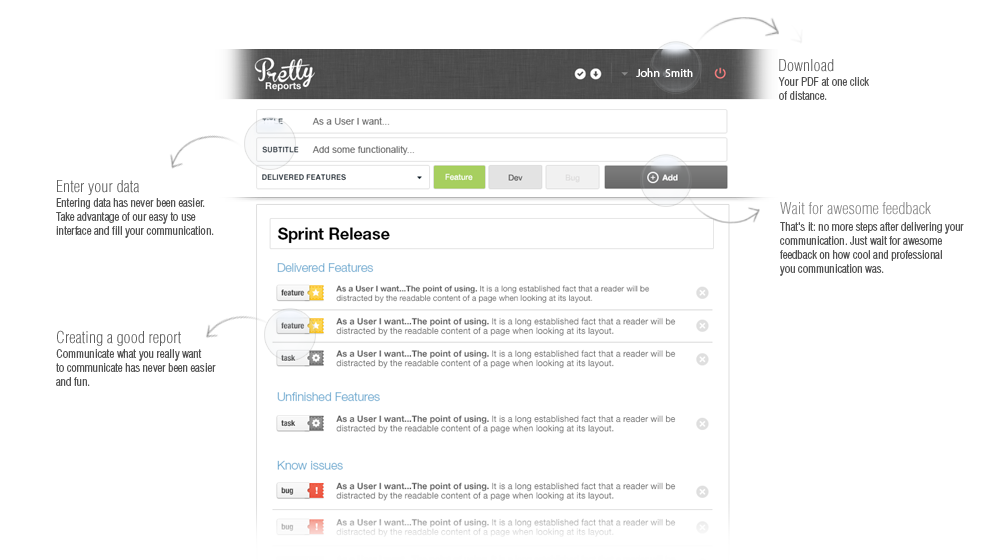 Pretty
Reports
John Smith
Download
Your PDF at one click
of distance.
TITLE As a User I want...
SUBTITLE Add some functionality...
DELIVERED FEATURES Feature Dev Bug Add
Enter your data
Entering data has never been easier.
Take advantage of our easy to use
interface and fill your communication.
Wait for awesome feedback
That's It: no more steps after delivering your
communication. Just wait for awesome
feedback on how cool and professional
you communication was.
Sprint Release
Delivered Features
feature As a User I want...The point of using. It is a long established fact that a reader will be
distracted by the readable content of a page when looking at its layout.
feature As a User I want...The point of using. It is a long established fact that a reader will be
distracted by the readable content of a page when looking at its layout.
task As a User I want...The point of using. It is a long established fact that a reader will be
distracted by the readable content of a page when looking at its layout.
Creating a good report
Communicate what you really want
to communicate has never been easier
and fun.
Unfinished Features
task As a User I want...The point of using. It is a long established fact that a reader will be
distracted by the readable content of a page when looking at its layout.
Know issues
bug As a User I want...The point of using. It is a long established fact that a reader will be
distracted by the readable content of a page when looking at its layout.
bug As a User I want...The point of using. It is a long established fact that a reader will be
distracted by the readable content of a page when looking at its layout.